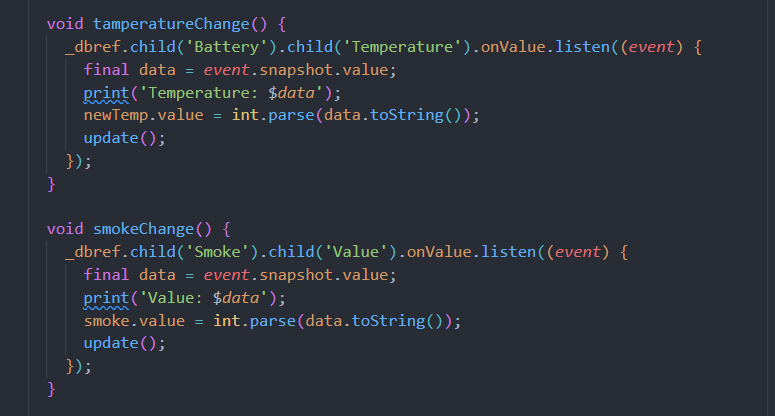 void tamperatureChange() {
  _dbref.child('Battery').child('Temperature').onValue.listen((event) {
    final data = event.snapshot.value;
    print('Temperature: $data');
    newTemp.value = int.parse(data.toString());
    update();
  });
}

void smokeChange() {
  _dbref.child('Smoke').child('Value').onValue.listen((event) {
    final data = event.snapshot.value;
    print('Value: $data');
    smoke.value = int.parse(data.toString());
    update();
  });
}